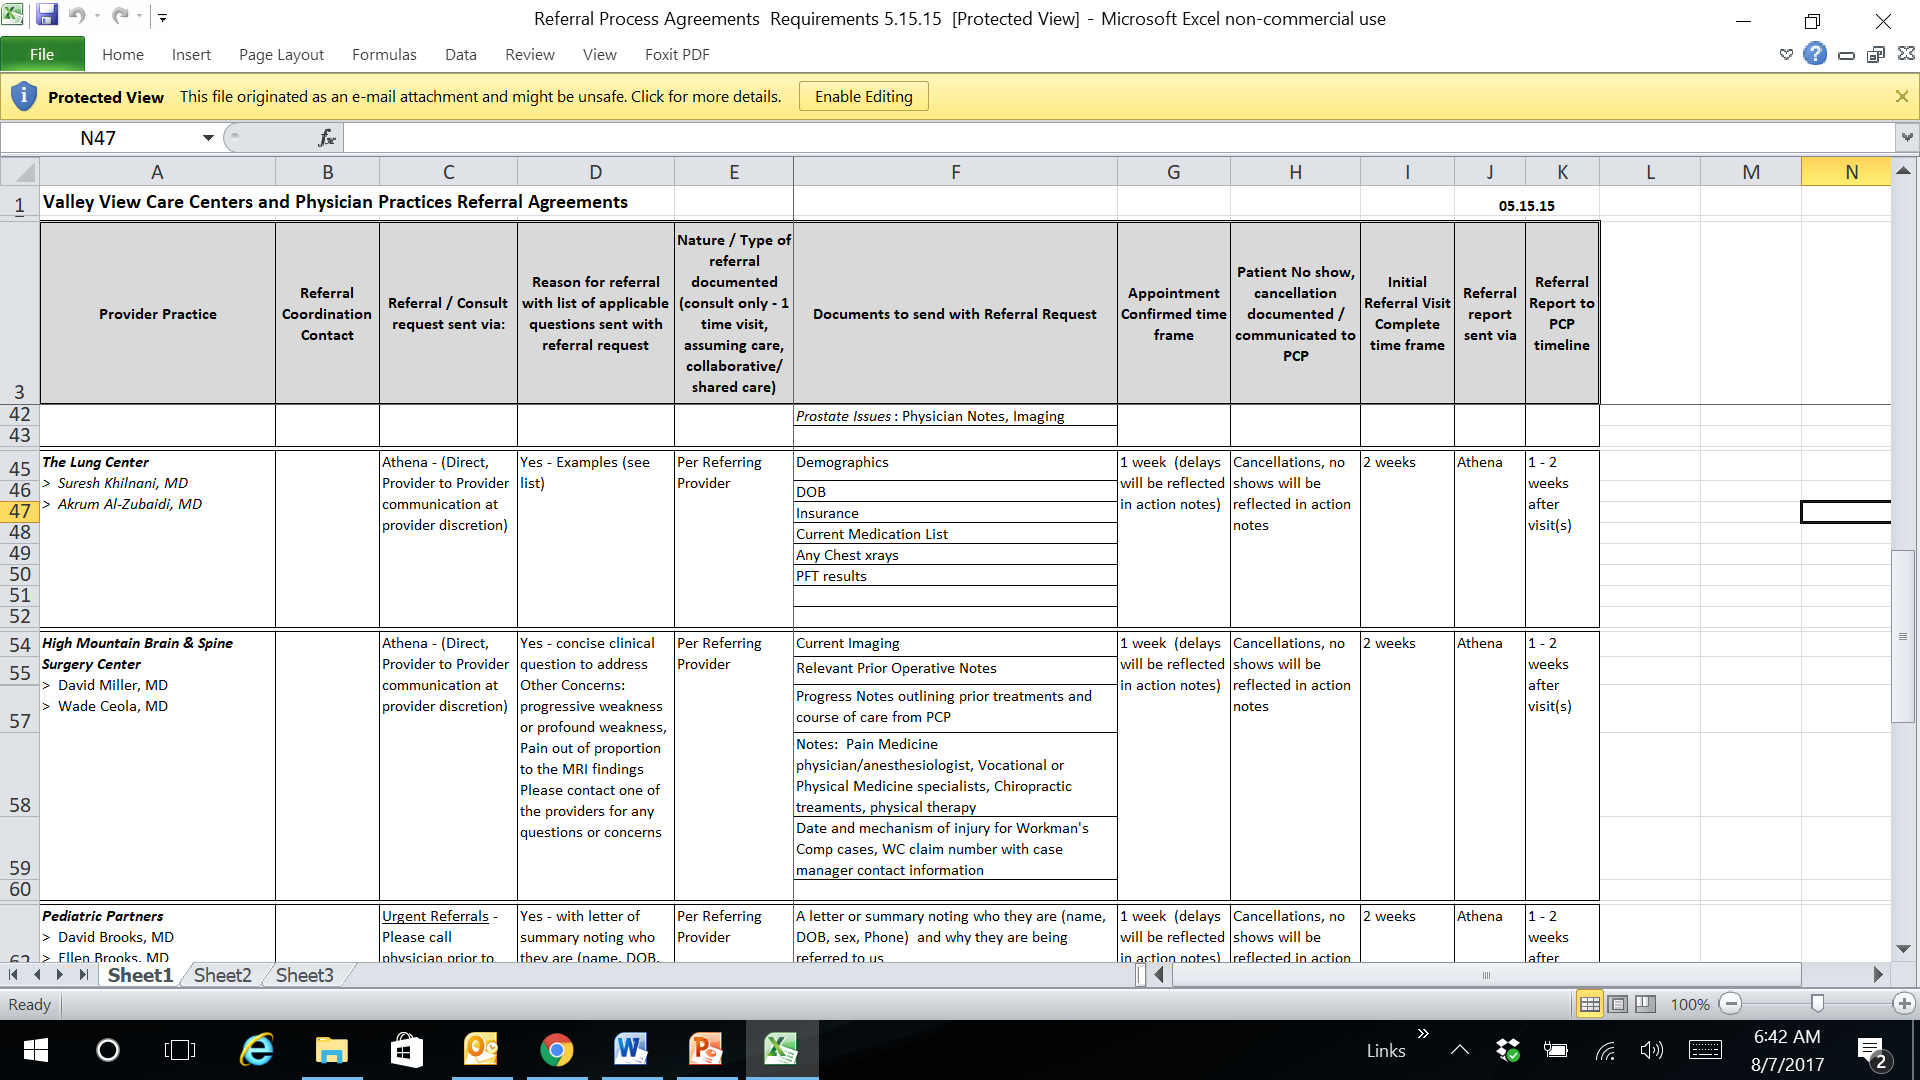 Referral Process Agreements  Requirements 5.15.15  [Protected View]  -  Microsoft Excel non-commercial use
File Home Insert Page Layout Formulas Data Review View Foxit PDF
Protected View This file originated as an e-mail attachment and might be unsafe. Click for more details. Enable Editing
N47 fx
A B C D E F G H I J K L M N
1 Valley View Care Centers and Physician Practices Referral Agreements 05.15.15
3
Provider Practice
Referral
Coordination
Contact
Referral / Consult
request sent via:
Reason for referral
with list of applicable
questions sent with
referral request
Nature / Type of
referral
documented
(consult only - 1
time visit,
assuming care,
collaborative/
shared care)
Documents to send with Referral Request
Appointment
Confirmed time
frame
Patient No show,
cancellation
documented /
communicated to
PCP
Initial
Referral Visit
Complete
time frame
Referral
report
sent via
Referral
Report to
PCP
timeline
42
43
Prostate Issues : Physician Notes, Imaging
45
46
47
48
49
50
51
52
The Lung Center
> Suresh Khilnani, MD
> Akrum Al-Zubaidi, MD
Athena - (Direct,
Provider to Provider
communication at
provider discretion)
Yes - Examples (see
list)
Per Referring
Provider
Demographics
DOB
Insurance
Current Medication List
Any Chest xrays
PFT results
1 week  (delays
will be reflected
in action notes)
Cancellations, no
shows will be
reflected in action
notes
2 weeks
Athena
1 - 2
weeks
after
visit(s)
54
55
57
58
59
60
High Mountain Brain & Spine
Surgery Center
> David Miller, MD
> Wade Ceola, MD
Athena - (Direct,
Provider to Provider
communication at
provider discretion)
Yes - concise clinical
question to address
Other Concerns:
progressive weakness
or profound weakness,
Pain out of proportion
to the MRI findings
Please contact one of
the providers for any
questions or concerns
Per Referring
Provider
Current Imaging
Relevant Prior Operative Notes
Progress Notes outlining prior treatments and
course of care from PCP
Notes:  Pain Medicine
physician/anesthesiologist, Vocational or
Physical Medicine specialists, Chiropractic
treaments, physical therapy
Date and mechanism of injury for Workman's
Comp cases, WC claim number with case
manager contact information
1 week  (delays
will be reflected
in action notes)
Cancellations, no
shows will be
reflected in action
notes
2 weeks
Athena
1 - 2
weeks
after
visit(s)
62
Pediatric Partners
> David Brooks, MD
> Ellen Brooks, MD
Urgent Referrals -
Please call
physician prior to
Yes - with letter of
summary noting who
they are (name, DOB,
Per Referring
Provider
A letter or summary noting who they are (name,
DOB, sex, Phone)  and why they are being
referred to us
1 week  (delays
will be reflected
in action notes)
Cancellations, no
shows will be
reflected in action
2 weeks
Athena
1 - 2
weeks
after
Sheet1 Sheet2 Sheet3
Ready 100%
Links
6:42 AM
8/7/2017
2